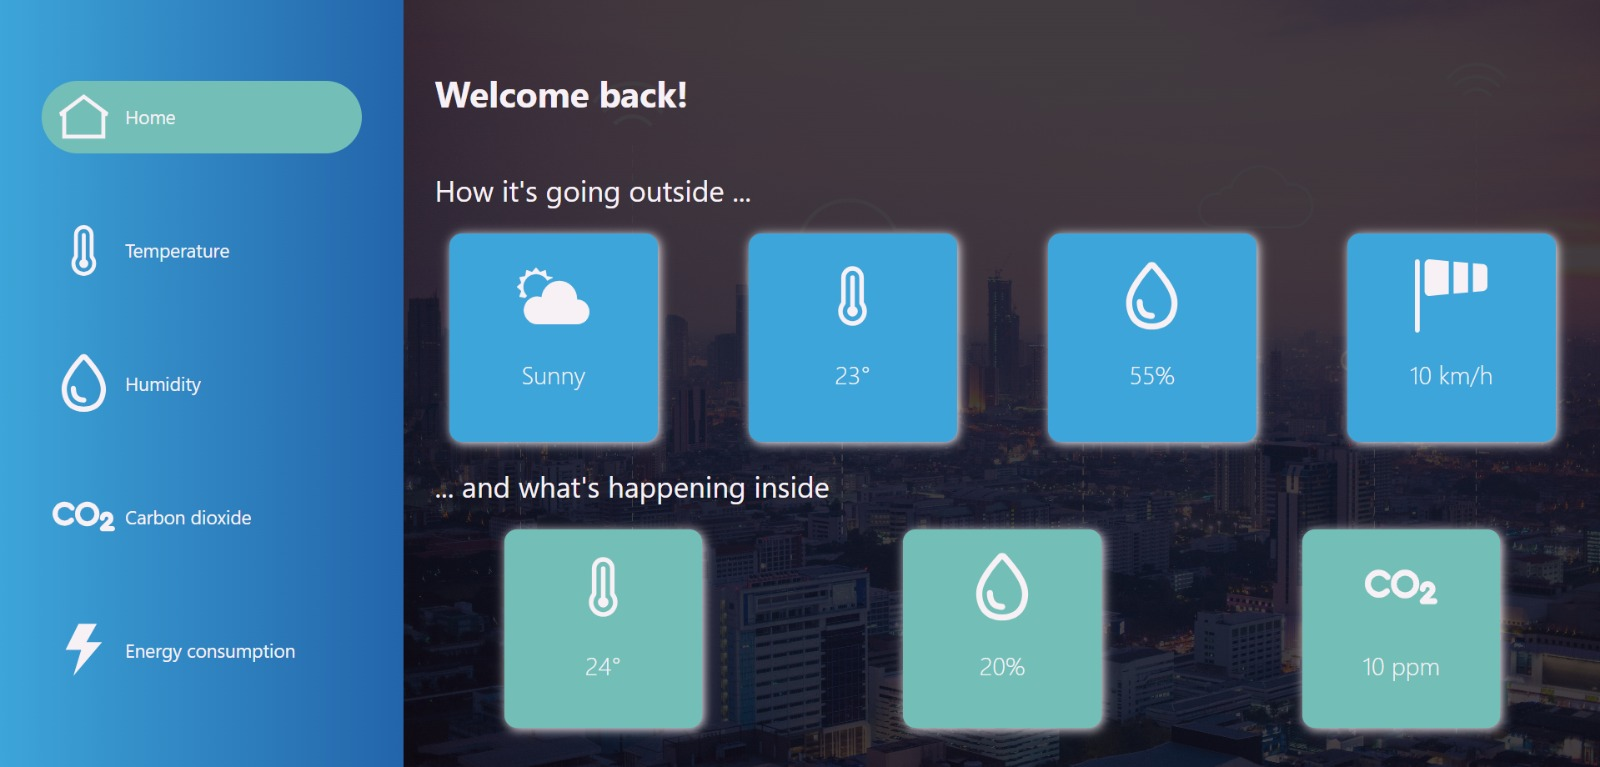 Home
Temperature
Humidity
CO2 Carbon dioxide
Energy consumption
Welcome back!
How it's going outside ...
Sunny
23°
55%
10 km/h
... and what's happening inside
24°
20%
CO2
10 ppm